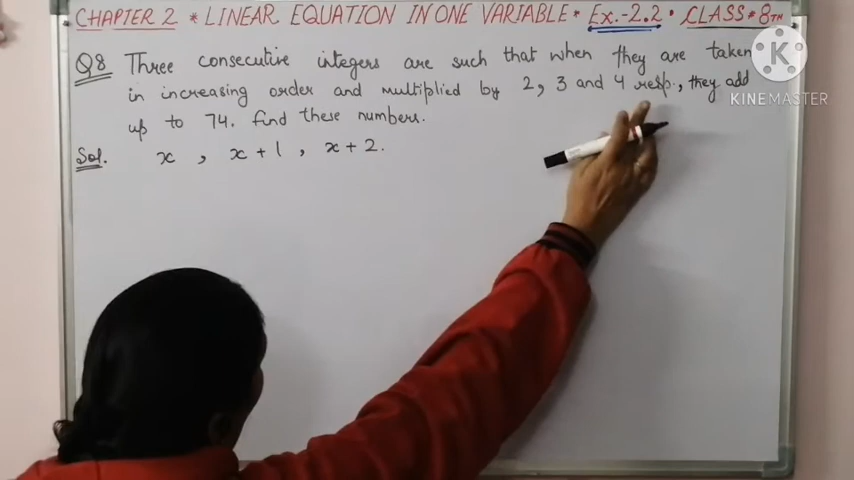 CHAPTER 2 * LINEAR EQUATION IN ONE VARIABLE * Ex.-2.2 * CLASS * 8TH
Q8 Three consecutive integers are such that when they are taken
in increasing order and multiplied by 2, 3 and 4 resp., they add
up to 74. find these numbers.
Sol. x , x + 1 , x + 2.
KINEMASTER